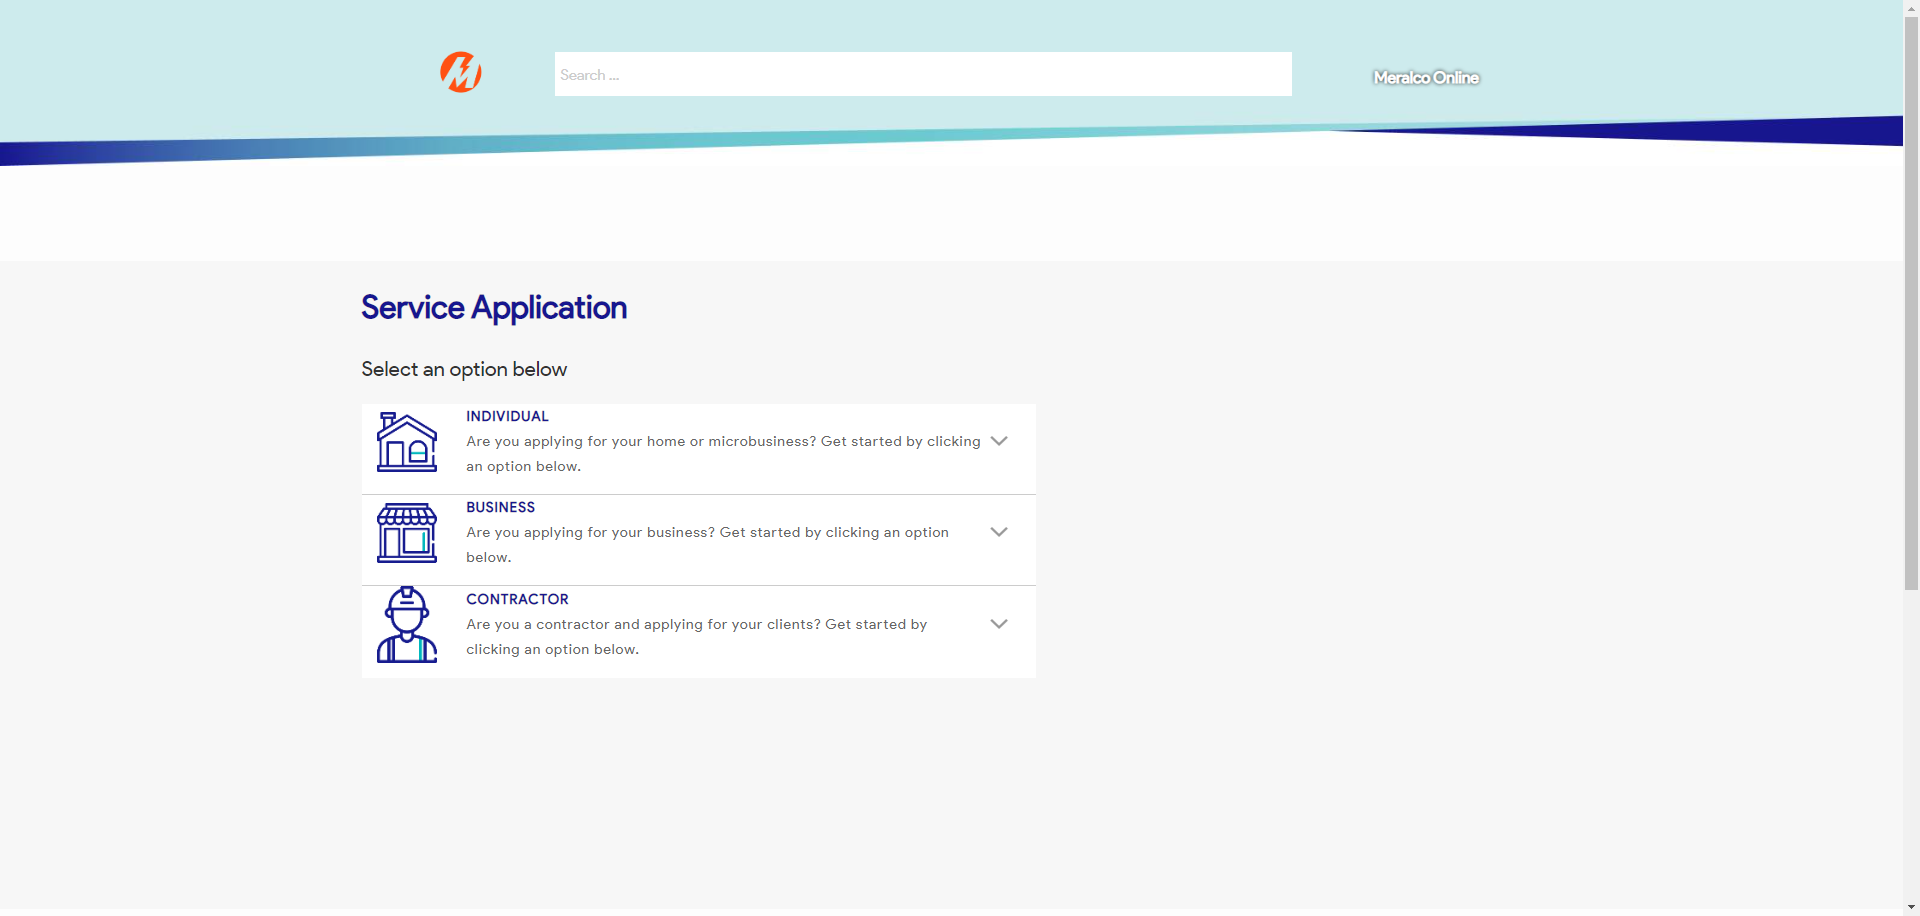 Search ...
Meralco Online
Service Application
Select an option below
INDIVIDUAL
Are you applying for your home or microbusiness? Get started by clicking
an option below.
BUSINESS
Are you applying for your business? Get started by clicking an option
below.
CONTRACTOR
Are you a contractor and applying for your clients? Get started by
clicking an option below.